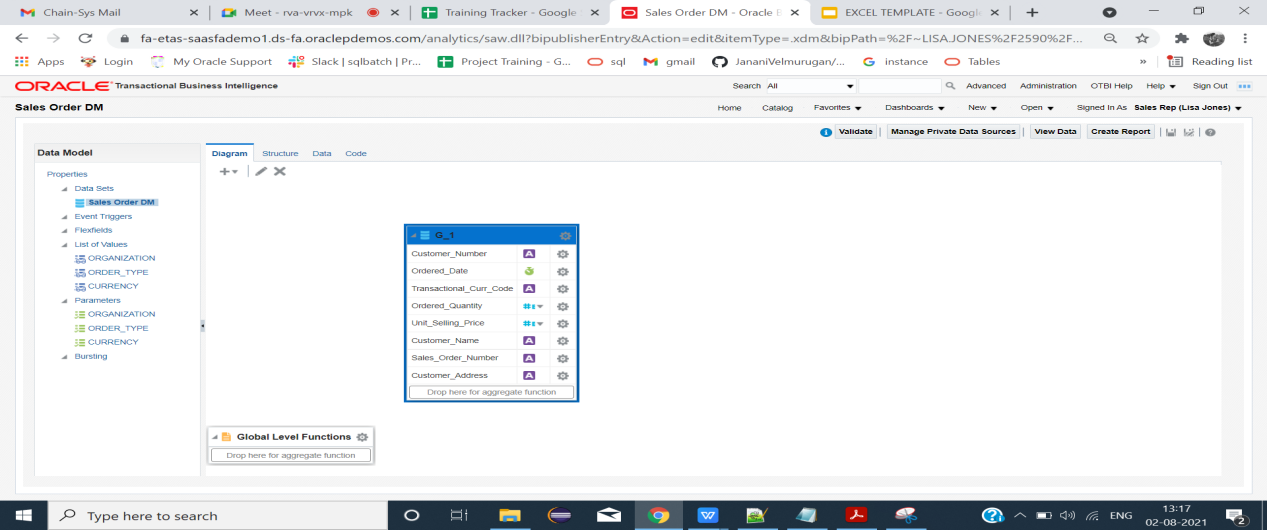 Chain-Sys Mail
Meet - rva-vrvx-mpk
Training Tracker - Google
Sales Order DM - Oracle B
EXCEL TEMPLATE - Google
fa-etas-saasfademo1.ds-fa.oraclepdemos.com/analytics/saw.dll?bipublisherEntry&Action=edit&itemType=.xdm&bipPath=%2F~LISAJONES%2F2590%2F...
Apps
Login
My Oracle Support
Slack | sqlbatch | Pr...
Project Training - G...
sql
gmail
JananiVelmurugan/...
instance
Tables
»
Reading list
ORACLE Transactional Business Intelligence
Search All
Advanced
Administration
OTBI Help
Help
Sign Out
Sales Order DM
Home
Catalog
Favorites
Dashboards
New
Open
Signed In As Sales Rep (Lisa Jones)
Validate
Manage Private Data Sources
View Data
Create Report
Data Model
Properties
Data Sets
Sales Order DM
Event Triggers
Flexfields
List of Values
ORGANIZATION
ORDER_TYPE
CURRENCY
Parameters
ORGANIZATION
ORDER_TYPE
CURRENCY
Bursting
Diagram
Structure
Data
Code
G_1
Customer_Number
Ordered_Date
Transactional_Curr_Code
Ordered_Quantity
Unit_Selling_Price
Customer_Name
Sales_Order_Number
Customer_Address
Drop here for aggregate function
Global Level Functions
Drop here for aggregate function
Type here to search
ENG
13:17
02-08-2021
2